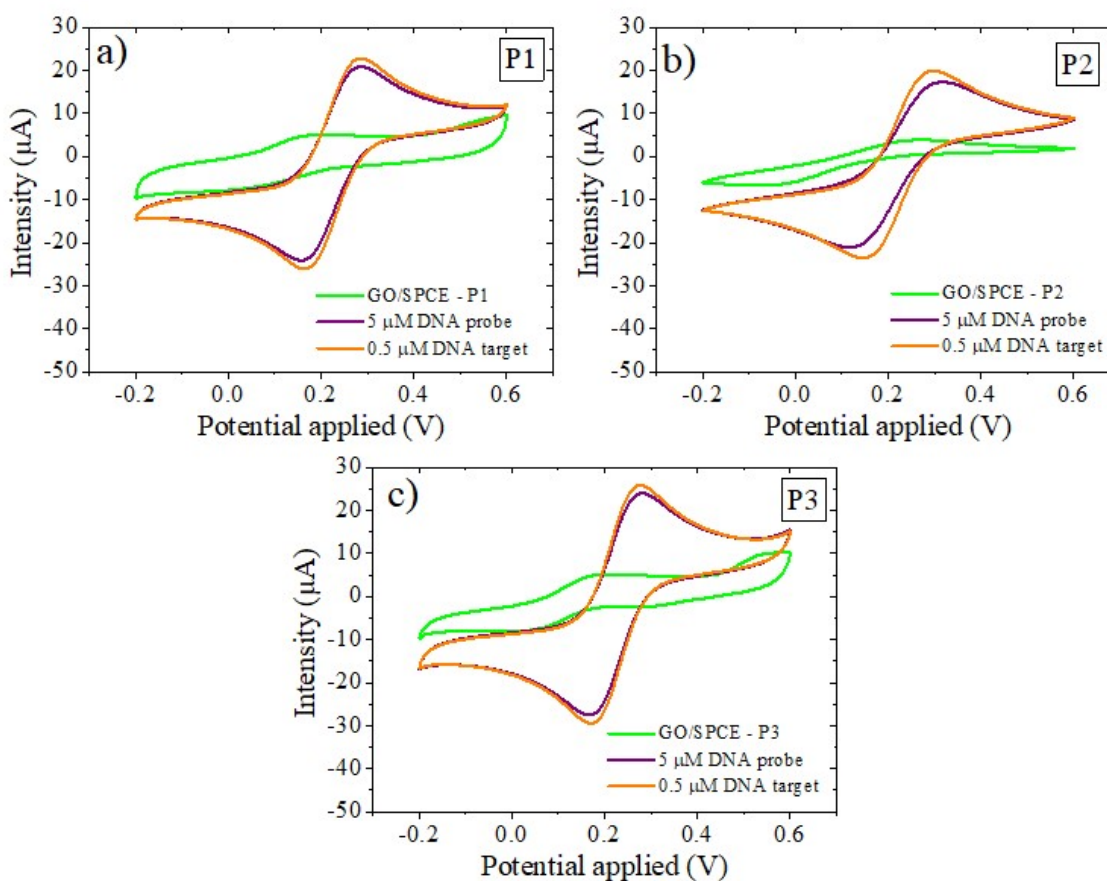 a)
P1
30
20
10
0
-10
-20
-30
-40
-50
Intensity (µA)
GO/SPCE - P1
5 µM DNA probe
0.5 µM DNA target
-0.2 0.0 0.2 0.4 0.6
Potential applied (V)
b)
P2
30
20
10
0
-10
-20
-30
-40
-50
Intensity (µA)
GO/SPCE - P2
5 µM DNA probe
0.5 µM DNA target
-0.2 0.0 0.2 0.4 0.6
Potential applied (V)
c)
P3
30
20
10
0
-10
-20
-30
-40
-50
Intensity (µA)
GO/SPCE - P3
5 µM DNA probe
0.5 µM DNA target
-0.2 0.0 0.2 0.4 0.6
Potential applied (V)